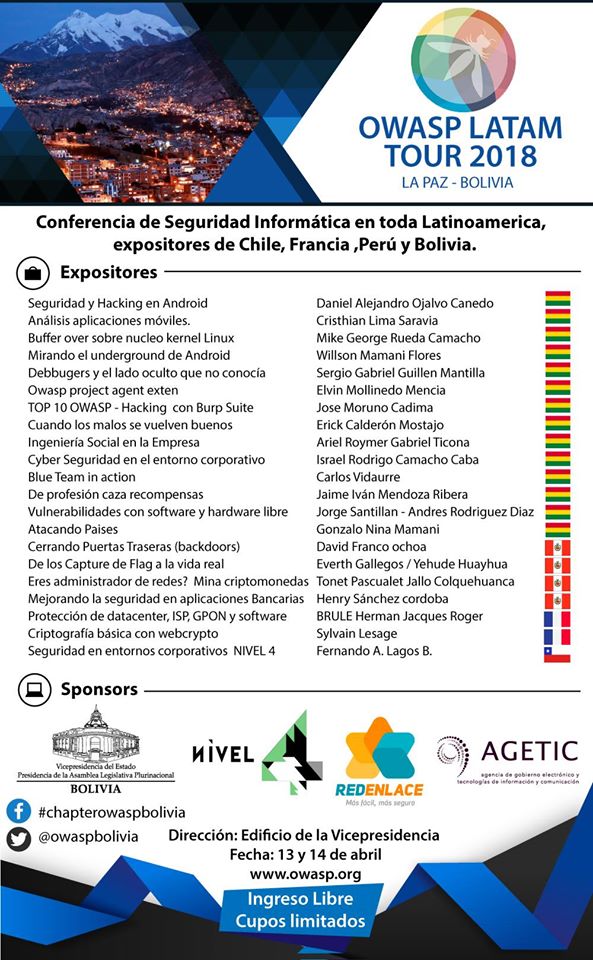 OWASP LATAM
TOUR 2018
LA PAZ - BOLIVIA
Conferencia de Seguridad Informática en toda Latinoamerica,
expositores de Chile, Francia ,Perú y Bolivia.
Expositores
Seguridad y Hacking en Android Daniel Alejandro Ojalvo Canedo
Análisis aplicaciones móviles. Cristhian Lima Saravia
Buffer over sobre nucleo kernel Linux Mike George Rueda Camacho
Mirando el underground de Android Willson Mamani Flores
Debbugers y el lado oculto que no conocía Sergio Gabriel Guillen Mantilla
Owasp project agent exten Elvin Mollinedo Mencia
TOP 10 OWASP - Hacking con Burp Suite Jose Moruno Cadima
Cuando los malos se vuelven buenos Erick Calderón Mostajo
Ingeniería Social en la Empresa Ariel Roymer Gabriel Ticona
Cyber Seguridad en el entorno corporativo Israel Rodrigo Camacho Caba
Blue Team in action Carlos Vidaurre
De profesión caza recompensas Jaime Iván Mendoza Ribera
Vulnerabilidades con software y hardware libre Jorge Santillan - Andres Rodriguez Diaz
Atacando Paises Gonzalo Nina Mamani
Cerrando Puertas Traseras (backdoors) David Franco ochoa
De los Capture de Flag a la vida real Everth Gallegos / Yehude Huayhua
Eres administrador de redes? Mina criptomonedas Tonet Pascualet Jallo Colquehuanca
Mejorando la seguridad en aplicaciones Bancarias Henry Sánchez cordoba
Protección de datacenter, ISP, GPON y software BRULE Herman Jacques Roger
Criptografía básica con webcrypto Sylvain Lesage
Seguridad en entornos corporativos NIVEL 4 Fernando A. Lagos B.
Sponsors
Vicepresidencia del Estado
Presidencia de la Asamblea Legislativa Plurinacional
BOLIVIA
NIVEL 4
REDENLACE
Más fácil, más seguro
AGETIC
agencia de gobierno electrónico y
tecnologías de información y comunicación
#chapterowaspbolivia
@owaspbolivia
Dirección: Edificio de la Vicepresidencia
Fecha: 13 y 14 de abril
www.owasp.org
Ingreso Libre
Cupos limitados